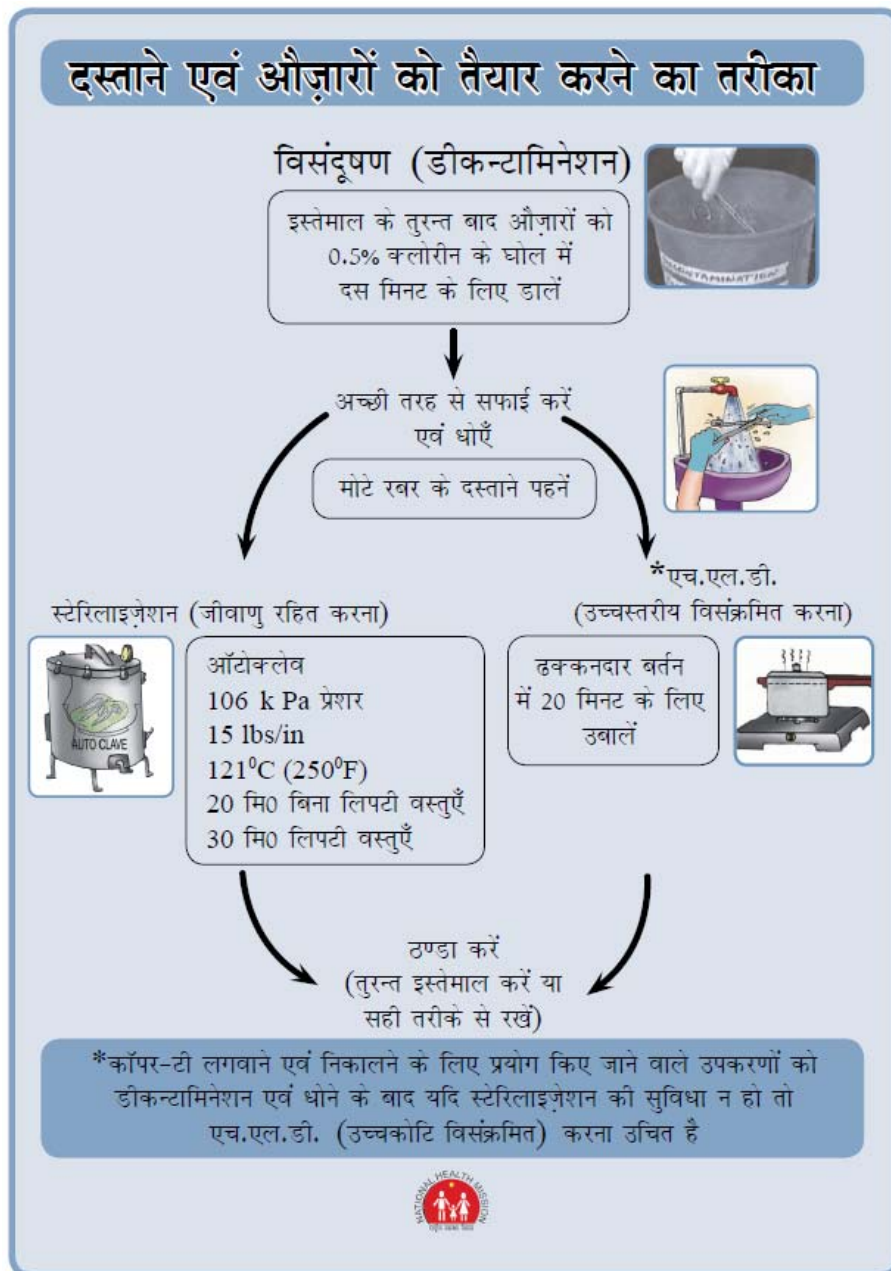 दस्ताने एवं औज़ारों को तैयार करने का तरीका
विसंदूषण (डीकन्टामिनेशन)
इस्तेमाल के तुरन्त बाद औज़ारों को
0.5% क्लोरीन के घोल में
दस मिनट के लिए डालें
अच्छी तरह से सफाई करें
एवं धोएँ
मोटे रबर के दस्ताने पहनें
स्टेरिलाइज़ेशन (जीवाणु रहित करना)
AUTO CLAVE
ऑटोक्लेव
106 k Pa प्रेशर
15 lbs/in
121⁰C (250⁰F)
20 मि0 बिना लिपटी वस्तुएँ
30 मि0 लिपटी वस्तुएँ
*एच.एल.डी.
(उच्चस्तरीय विसंक्रमित करना)
ढक्कनदार बर्तन
में 20 मिनट के लिए
उबालें
ठण्डा करें
(तुरन्त इस्तेमाल करें या
सही तरीके से रखें)
*कॉपर-टी लगवाने एवं निकालने के लिए प्रयोग किए जाने वाले उपकरणों को
डीकन्टामिनेशन एवं धोने के बाद यदि स्टेरिलाइज़ेशन की सुविधा न हो तो
एच.एल.डी. (उच्चकोटि विसंक्रमित) करना उचित है
NATIONAL HEALTH MISSION